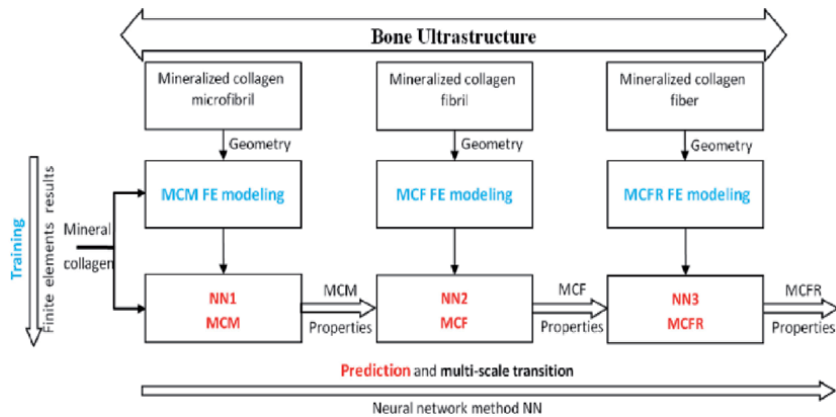 Bone Ultrastructure
Mineralized collagen
microfibril
Mineralized collagen
fibril
Mineralized collagen
fiber
Geometry
Geometry
Geometry
MCM FE modeling
MCF FE modeling
MCFR FE modeling
Training
Finite elements results
Mineral
collagen
NN1
MCM
MCM
Properties
NN2
MCF
MCF
Properties
NN3
MCFR
MCFR
Properties
Prediction and multi-scale transition
Neural network method NN